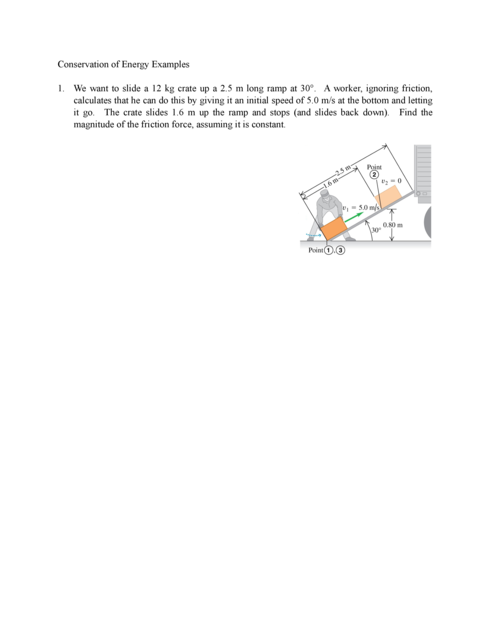 Conservation of Energy Examples
1. We want to slide a 12 kg crate up a 2.5 m long ramp at 30°. A worker, ignoring friction,
calculates that he can do this by giving it an initial speed of 5.0 m/s at the bottom and letting
it go. The crate slides 1.6 m up the ramp and stops (and slides back down). Find the
magnitude of the friction force, assuming it is constant.
2.5 m
1.6 m
Point
2
v₂ = 0
v₁ = 5.0 m/s
0.80 m
30°
Point 1, 3